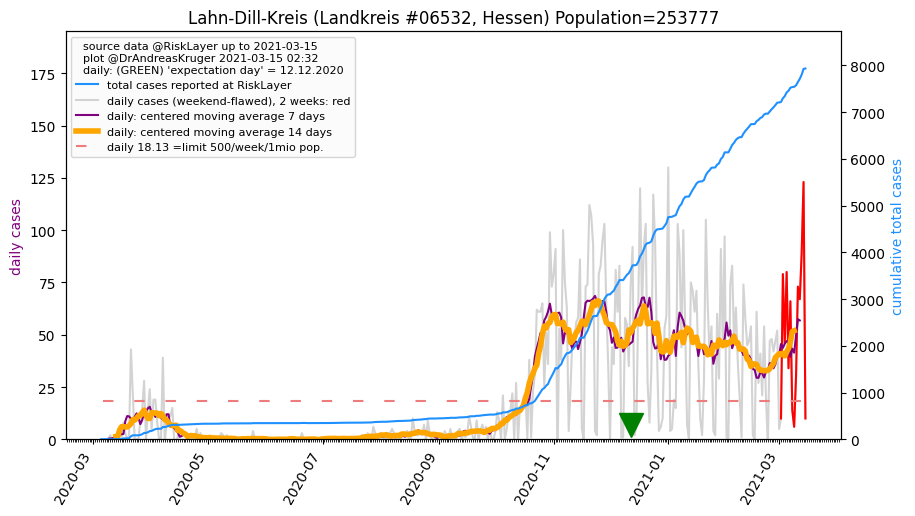 Lahn-Dill-Kreis (Landkreis #06532, Hessen) Population=253777
source data @RiskLayer up to 2021-03-15
plot @DrAndreasKruger 2021-03-15 02:32
daily: (GREEN) 'expectation day' = 12.12.2020
total cases reported at RiskLayer
daily cases (weekend-flawed), 2 weeks: red
daily: centered moving average 7 days
daily: centered moving average 14 days
daily 18.13 =limit 500/week/1mio pop.
daily cases
175
150
125
100
75
50
25
0
cumulative total cases
8000
7000
6000
5000
4000
3000
2000
1000
0
2020-03
2020-05
2020-07
2020-09
2020-11
2021-01
2021-03